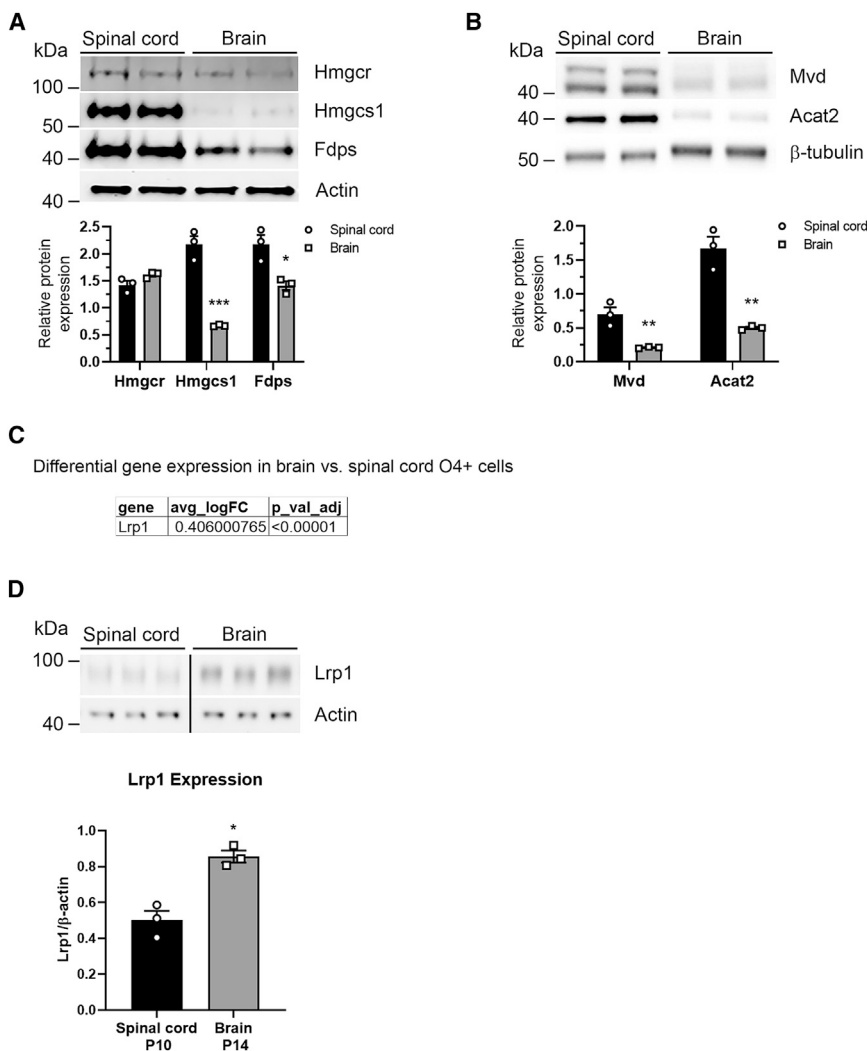 A
kDa
Spinal cord Brain
Hmgcr
100
Hmgcs1
50
Fdps
40
Actin
40
2.5
2.0
1.5
1.0
0.5
0.0
Relative protein
expression
Spinal cord
Brain
***
*
Hmgcr Hmgcs1 Fdps
B
kDa
Spinal cord Brain
Mvd
40
40
Acat2
50
β-tubulin
2.0
1.5
1.0
0.5
0.0
Relative protein
expression
Spinal cord
Brain
**
**
Mvd Acat2
C
Differential gene expression in brain vs. spinal cord O4+ cells
gene avg_logFC p_val_adj
Lrp1 0.406000765 <0.00001
D
kDa
Spinal cord Brain
100
Lrp1
Actin
40
Lrp1 Expression
1.0
0.8
0.6
0.4
0.2
0.0
Lrp1/β-actin
*
Spinal cord Brain
P10 P14